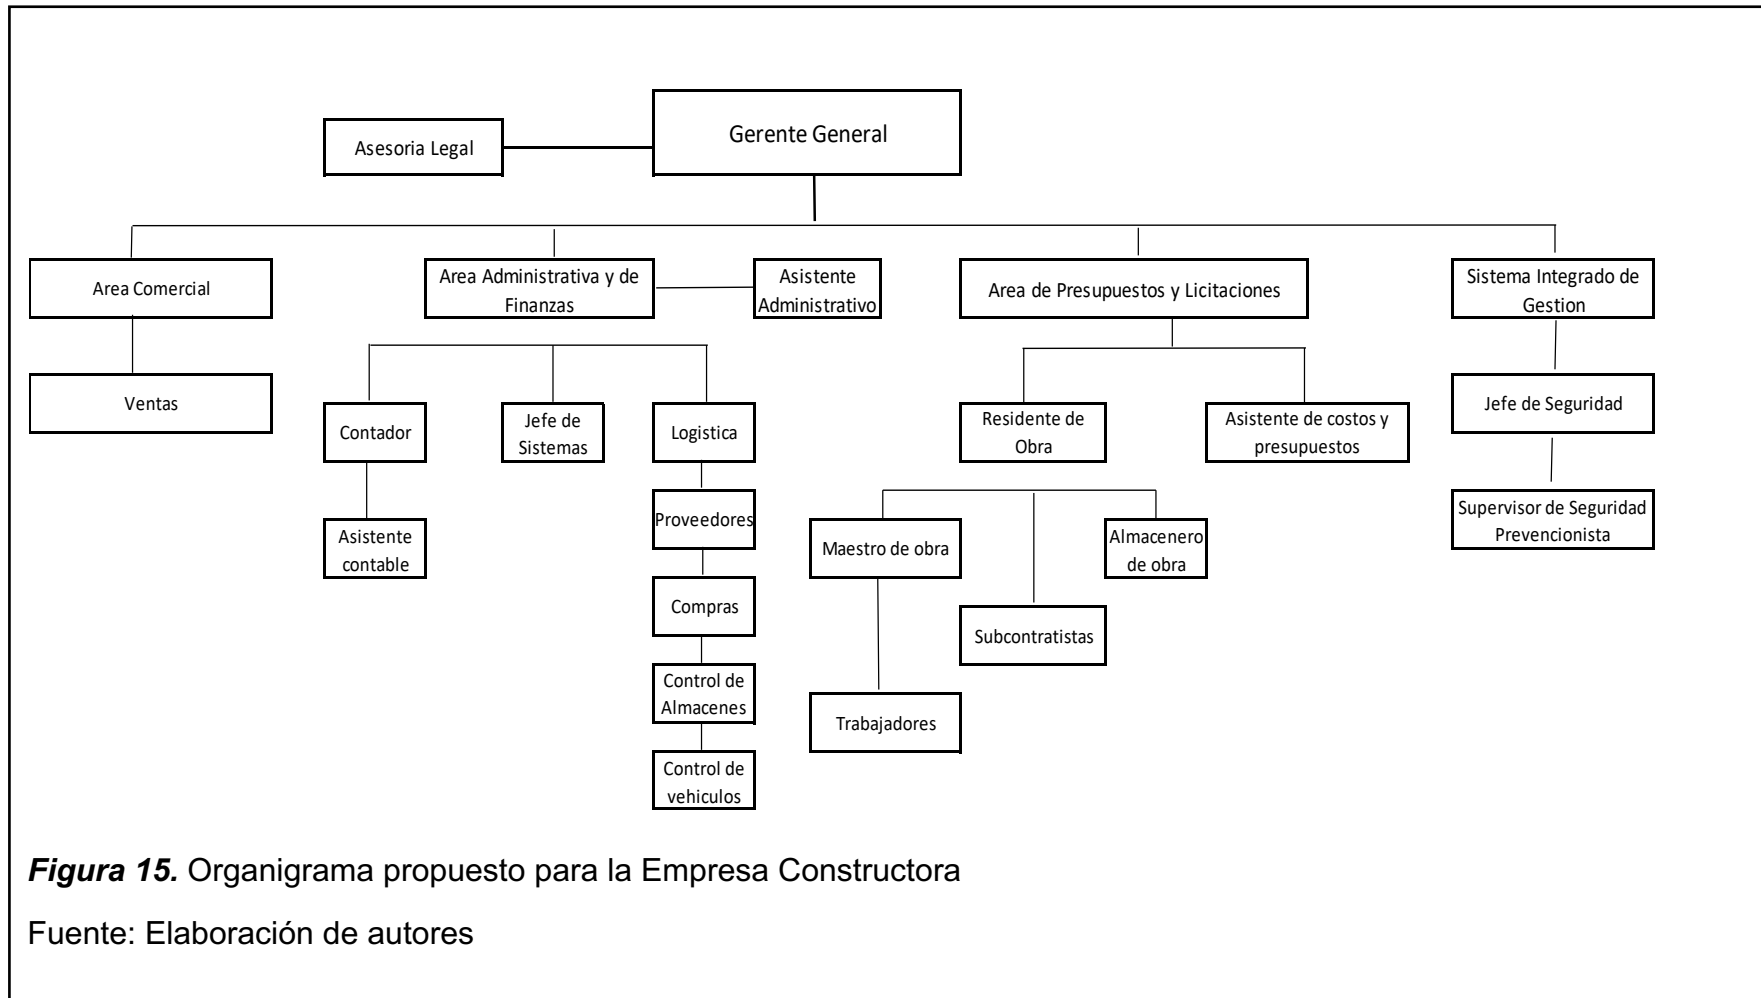 Gerente General
Asesoria Legal
Area Comercial
Area Administrativa y de
Finanzas
Asistente
Administrativo
Area de Presupuestos y Licitaciones
Sistema Integrado de
Gestion
Ventas
Contador
Jefe de
Sistemas
Logistica
Residente de
Obra
Asistente de costos y
presupuestos
Jefe de Seguridad
Asistente
contable
Proveedores
Maestro de obra
Almacenero
de obra
Supervisor de Seguridad
Prevencionista
Compras
Subcontratistas
Control de
Almacenes
Trabajadores
Control de
vehiculos
Figura 15. Organigrama propuesto para la Empresa Constructora
Fuente: Elaboración de autores